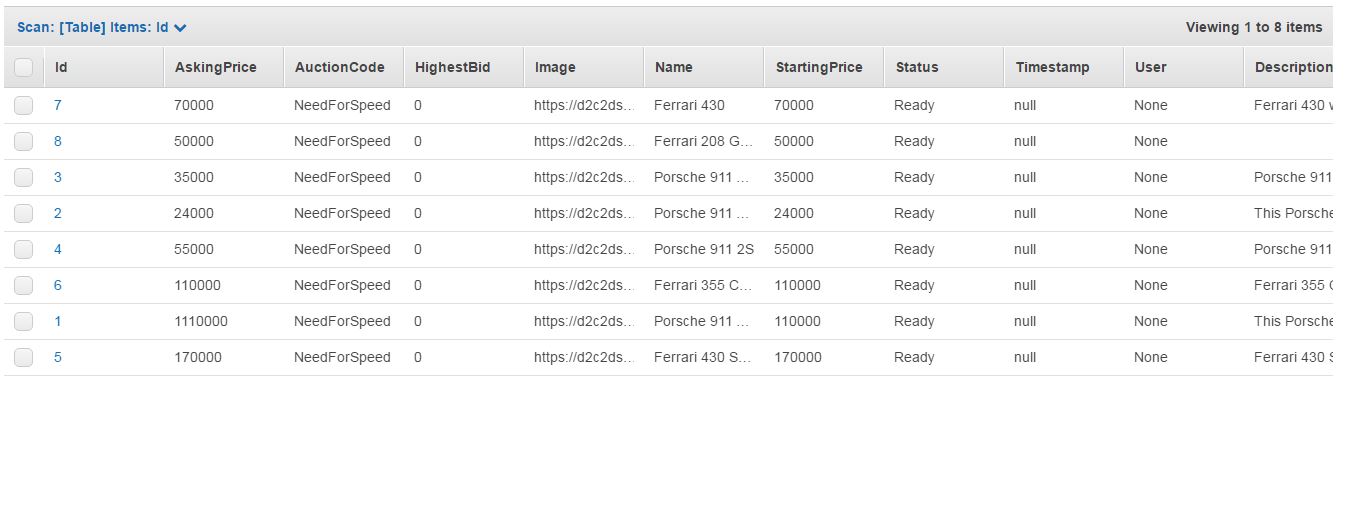 Scan: [Table] Items: Id Viewing 1 to 8 items
Id AskingPrice AuctionCode HighestBid Image Name StartingPrice Status Timestamp User Description
7 70000 NeedForSpeed 0 https://d2c2ds... Ferrari 430 70000 Ready null None Ferrari 430
8 50000 NeedForSpeed 0 https://d2c2ds... Ferrari 208 G... 50000 Ready null None
3 35000 NeedForSpeed 0 https://d2c2ds... Porsche 911 ... 35000 Ready null None Porsche 911
2 24000 NeedForSpeed 0 https://d2c2ds... Porsche 911 ... 24000 Ready null None This Porsche
4 55000 NeedForSpeed 0 https://d2c2ds... Porsche 911 2S 55000 Ready null None Porsche 911
6 110000 NeedForSpeed 0 https://d2c2ds... Ferrari 355 C... 110000 Ready null None Ferrari 355
1 1110000 NeedForSpeed 0 https://d2c2ds... Porsche 911 ... 110000 Ready null None This Porsche
5 170000 NeedForSpeed 0 https://d2c2ds... Ferrari 430 S... 170000 Ready null None Ferrari 430